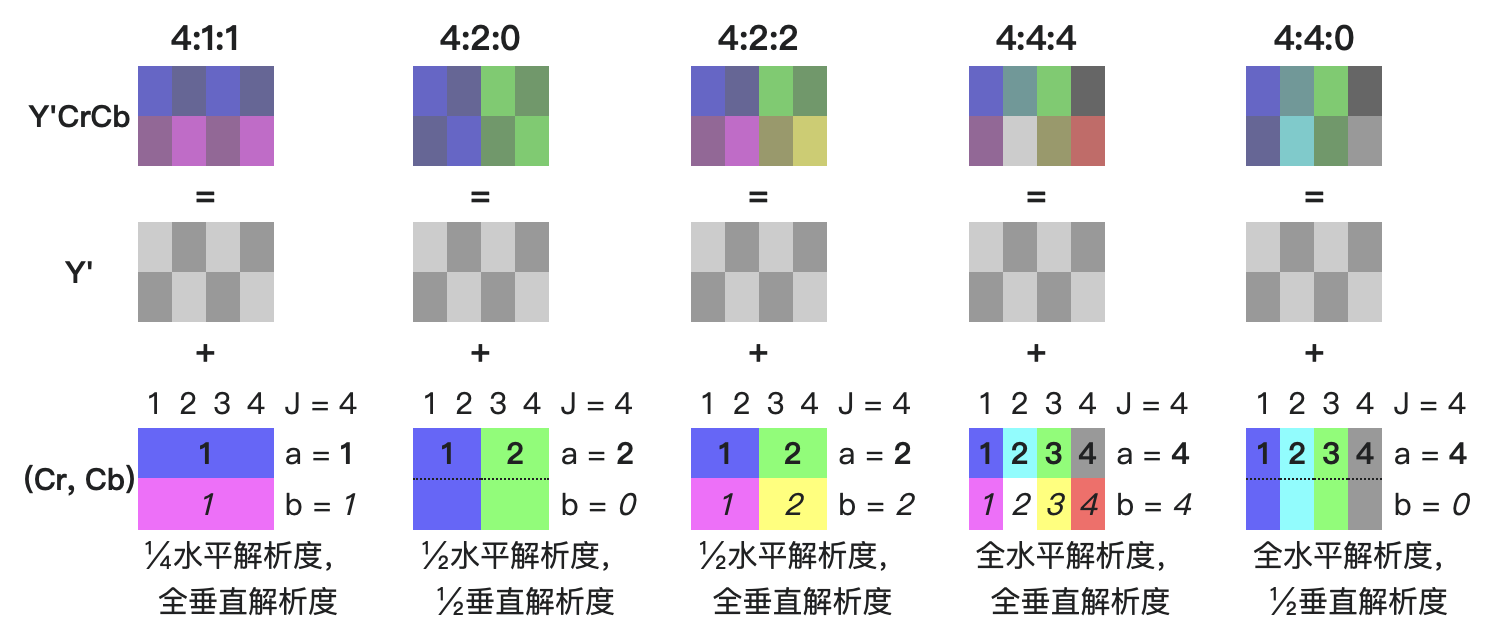 4:1:1 4:2:0 4:2:2 4:4:4 4:4:0
Y'CrCb
= = = = =
Y'
+ + + + +
1 2 3 4 J = 4 1 2 3 4 J = 4 1 2 3 4 J = 4 1 2 3 4 J = 4 1 2 3 4 J = 4
1 a = 1 1 2 a = 2 1 2 a = 2 1 2 3 4 a = 4 1 2 3 4 a = 4
(Cr, Cb)
1 b = 1 b = 0 1 2 b = 2 1 2 3 4 b = 4 b = 0
¼水平解析度, ½水平解析度, ½水平解析度, 全水平解析度, 全水平解析度,
全垂直解析度 ½垂直解析度 全垂直解析度 全垂直解析度 ½垂直解析度